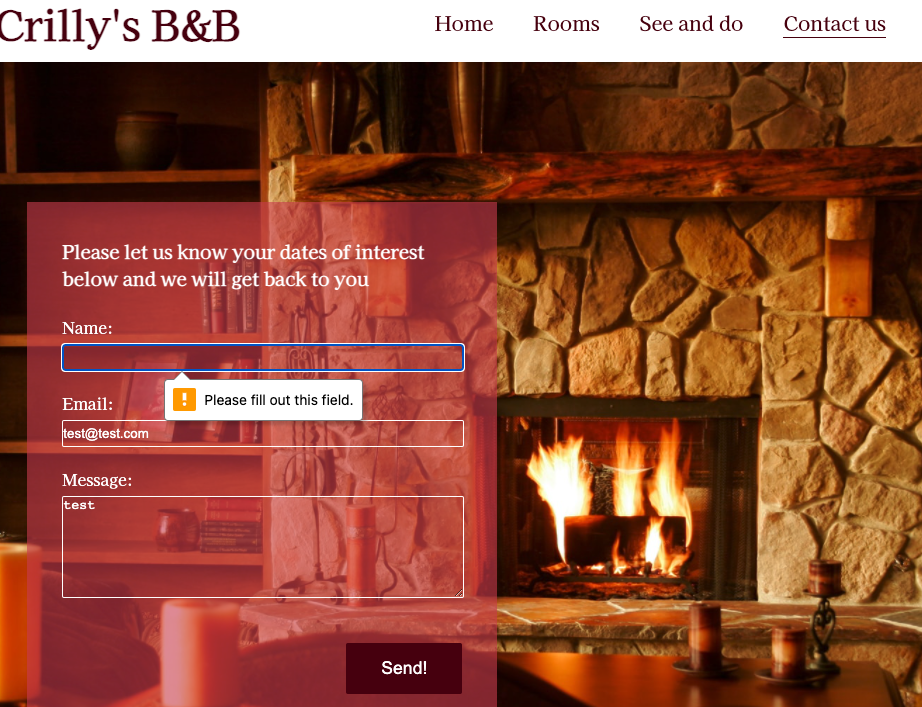 Crilly's B&B
Home Rooms See and do Contact us
Please let us know your dates of interest
below and we will get back to you
Name:
! Please fill out this field.
Email:
test@test.com
Message:
test
Send!